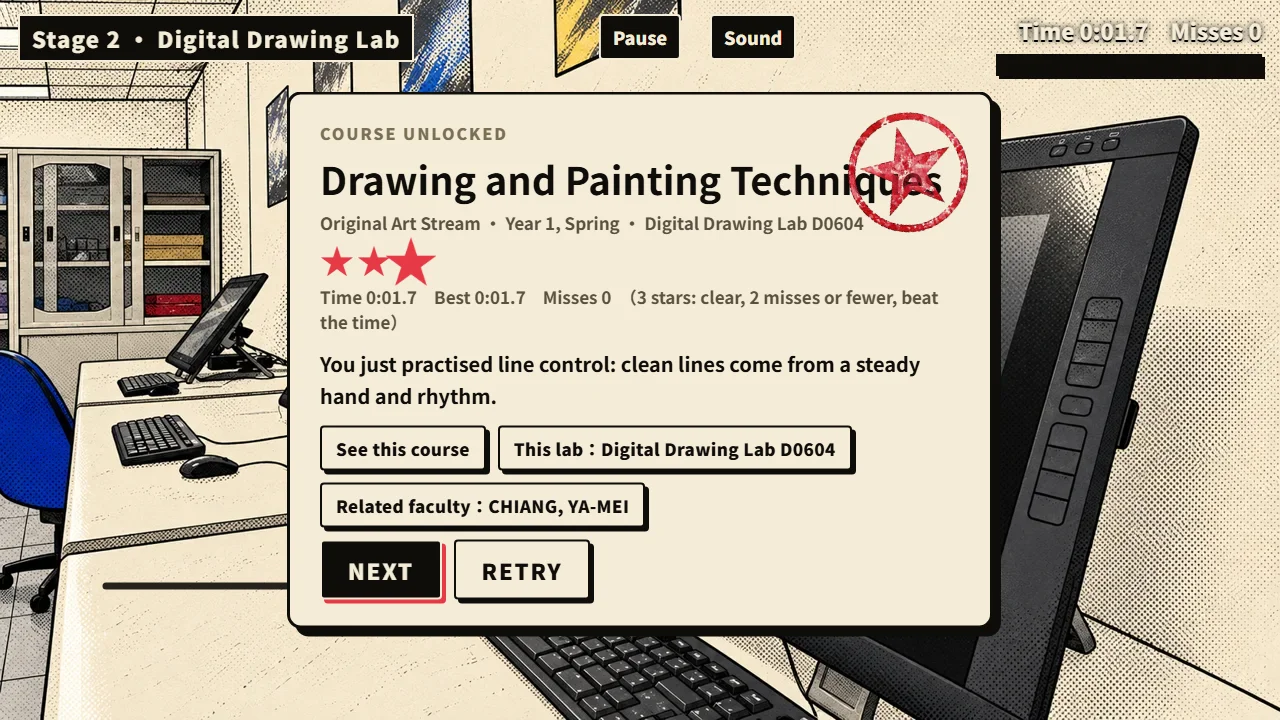 Stage 2 • Digital Drawing Lab
Pause
Sound
Time 0:01.7 Misses 0
COURSE UNLOCKED
Drawing and Painting Techniques
Original Art Stream • Year 1, Spring • Digital Drawing Lab D0604
Time 0:01.7 Best 0:01.7 Misses 0 （3 stars: clear, 2 misses or fewer, beat
the time）
You just practised line control: clean lines come from a steady
hand and rhythm.
See this course
This lab：Digital Drawing Lab D0604
Related faculty：CHIANG, YA-MEI
NEXT
RETRY